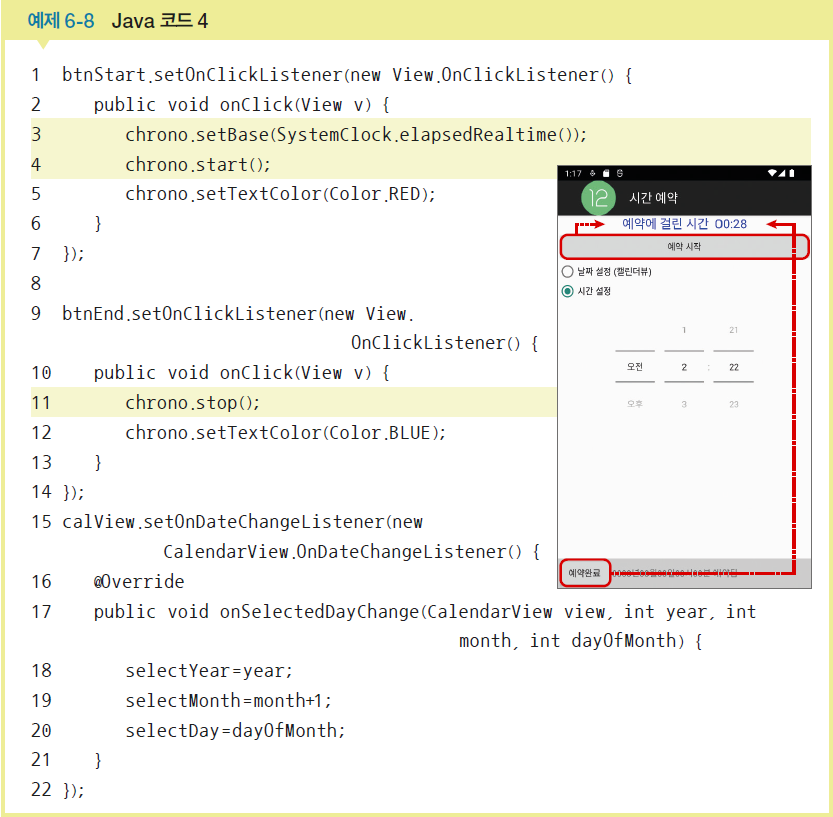 예제 6-8 Java 코드 4
1 btnStart.setOnClickListener(new View.OnClickListener() {
2 public void onClick(View v) {
3 chrono.setBase(SystemClock.elapsedRealtime());
4 chrono.start();
5 chrono.setTextColor(Color.RED);
6 }
7 });
8
9 btnEnd.setOnClickListener(new View.
OnClickListener() {
10 public void onClick(View v) {
11 chrono.stop();
12 chrono.setTextColor(Color.BLUE);
13 }
14 });
15 calView.setOnDateChangeListener(new
CalendarView.OnDateChangeListener() {
16 @Override
17 public void onSelectedDayChange(CalendarView view, int year, int
month, int dayOfMonth) {
18 selectYear=year;
19 selectMonth=month+1;
20 selectDay=dayOfMonth;
21 }
22 });
1:17
12 시간 예약
예약에 걸린 시간 00:28
예약 시작
날짜 설정 (캘린더뷰)
시간 설정
1 21
오전 2 : 22
오후 3 23
예약완료